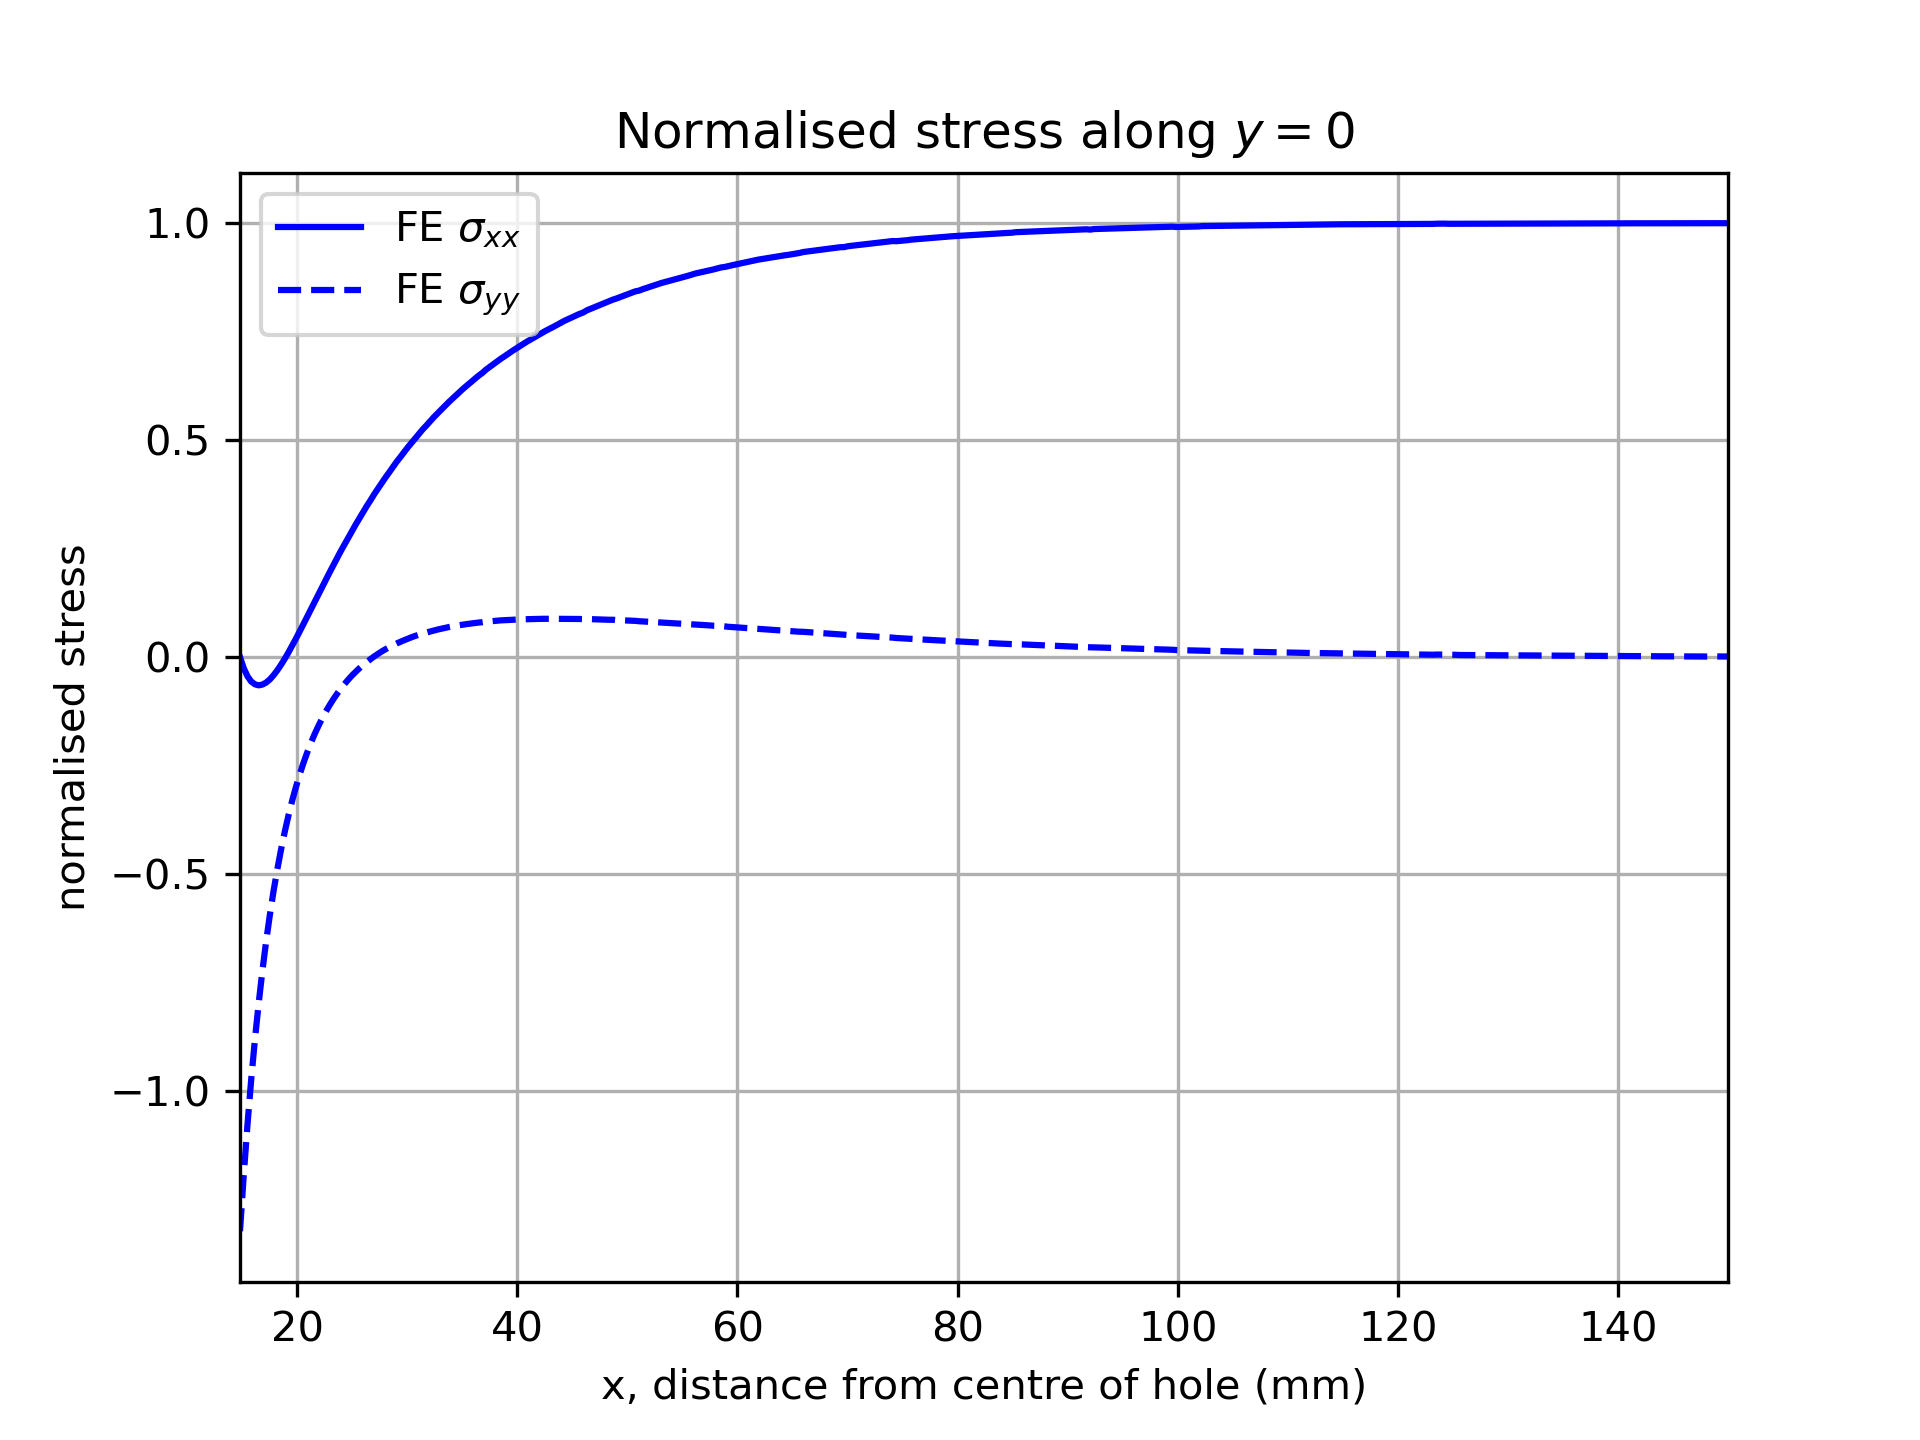 Normalised stress along y = 0
FE σxx
FE σyy
1.0
0.5
0.0
−0.5
−1.0
normalised stress
20 40 60 80 100 120 140
x, distance from centre of hole (mm)